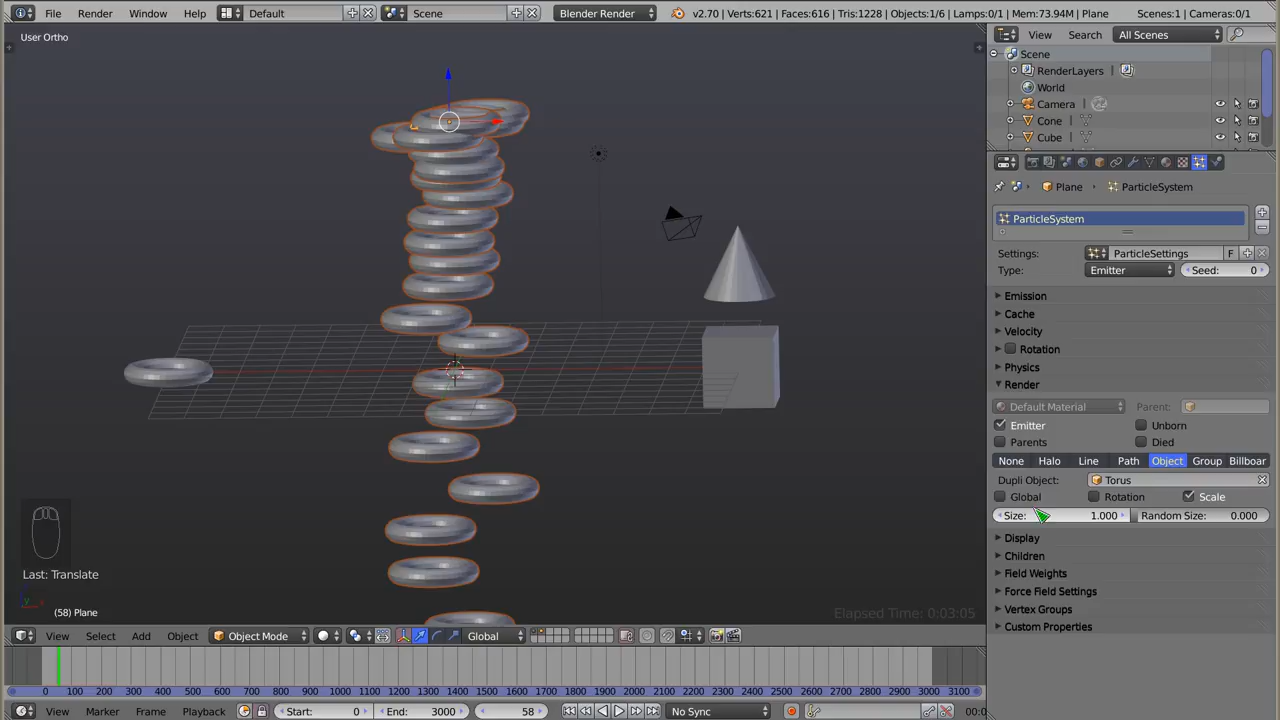 File Render Window Help Default Scene Blender Render v2.70 | Verts:621 | Faces:616 | Tris:1228 | Objects:1/6 | Lamps:0/1 | Mem:73.94M | Plane Scenes:1 | Cameras:0/1
User Ortho
View Search All Scenes
Scene
RenderLayers
World
Camera
Cone
Cube
Plane ParticleSystem
ParticleSystem
Settings: ParticleSettings F
Type: Emitter Seed: 0
Emission
Cache
Velocity
Rotation
Physics
Render
Default Material Parent:
Emitter Unborn
Parents Died
None Halo Line Path Object Group Billboar
Dupli Object: Torus
Global Rotation Scale
Size: 1.000 Random Size: 0.000
Display
Children
Field Weights
Force Field Settings
Vertex Groups
Custom Properties
Last: Translate
(58) Plane
Elapsed Time: 0:03:05
View Select Add Object Object Mode Global
0 100 200 300 400 500 600 700 800 900 1000 1100 1200 1300 1400 1500 1600 1700 1800 1900 2000 2100 2200 2300 2400 2500 2600 2700 2800 2900 3000 3100
View Marker Frame Playback Start: 0 End: 3000 58 No Sync 00:0